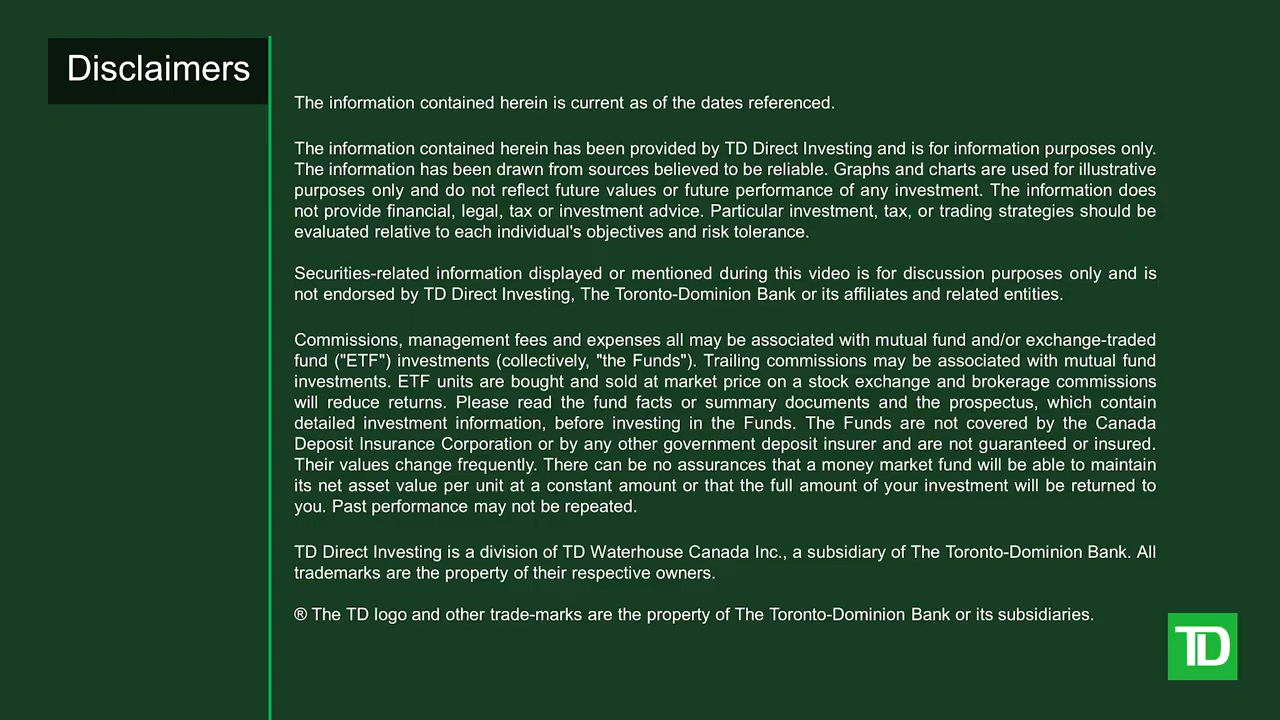 Disclaimers
The information contained herein is current as of the dates referenced.
The information contained herein has been provided by TD Direct Investing and is for information purposes only.
The information has been drawn from sources believed to be reliable. Graphs and charts are used for illustrative
purposes only and do not reflect future values or future performance of any investment. The information does
not provide financial, legal, tax or investment advice. Particular investment, tax, or trading strategies should be
evaluated relative to each individual's objectives and risk tolerance.
Securities-related information displayed or mentioned during this video is for discussion purposes only and is
not endorsed by TD Direct Investing, The Toronto-Dominion Bank or its affiliates and related entities.
Commissions, management fees and expenses all may be associated with mutual fund and/or exchange-traded
fund ("ETF") investments (collectively, "the Funds"). Trailing commissions may be associated with mutual fund
investments. ETF units are bought and sold at market price on a stock exchange and brokerage commissions
will reduce returns. Please read the fund facts or summary documents and the prospectus, which contain
detailed investment information, before investing in the Funds. The Funds are not covered by the Canada
Deposit Insurance Corporation or by any other government deposit insurer and are not guaranteed or insured.
Their values change frequently. There can be no assurances that a money market fund will be able to maintain
its net asset value per unit at a constant amount or that the full amount of your investment will be returned to
you. Past performance may not be repeated.
TD Direct Investing is a division of TD Waterhouse Canada Inc., a subsidiary of The Toronto-Dominion Bank. All
trademarks are the property of their respective owners.
® The TD logo and other trade-marks are the property of The Toronto-Dominion Bank or its subsidiaries.
TD